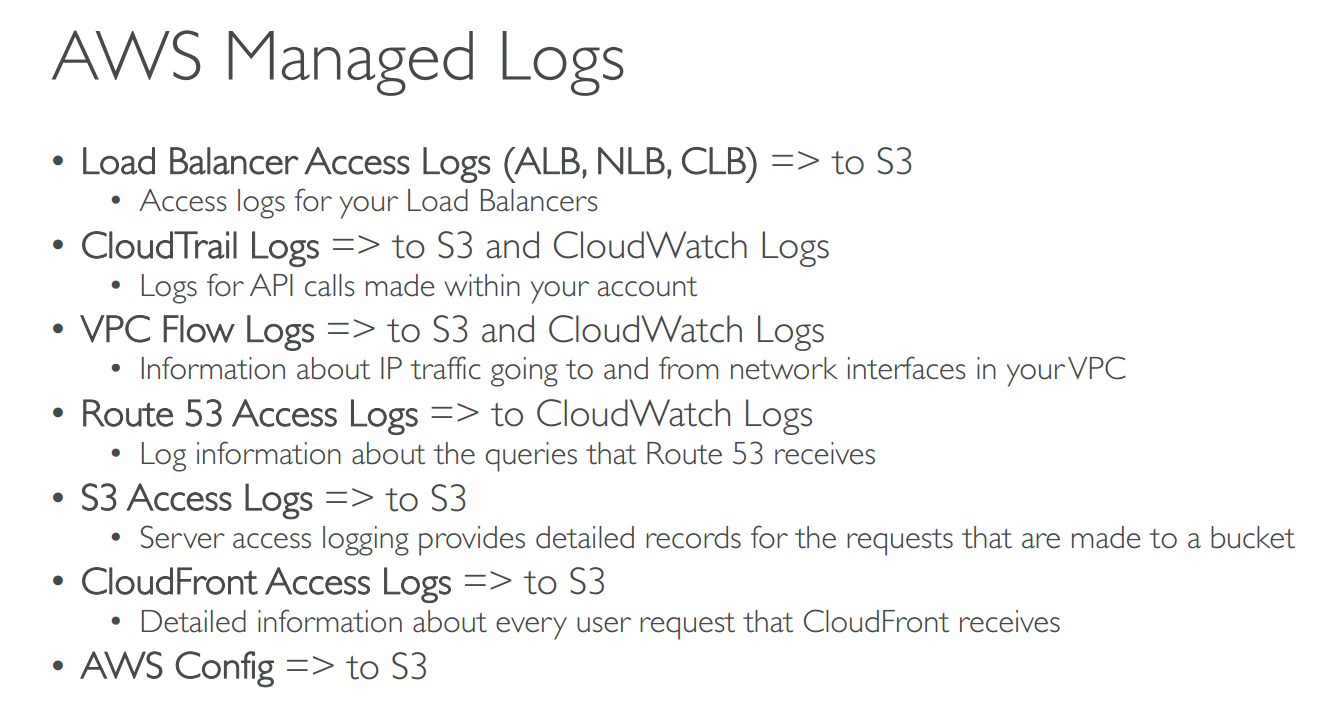 AWS Managed Logs
• Load Balancer Access Logs (ALB, NLB, CLB) => to S3
• Access logs for your Load Balancers
• CloudTrail Logs => to S3 and CloudWatch Logs
• Logs for API calls made within your account
• VPC Flow Logs => to S3 and CloudWatch Logs
• Information about IP traffic going to and from network interfaces in your VPC
• Route 53 Access Logs => to CloudWatch Logs
• Log information about the queries that Route 53 receives
• S3 Access Logs => to S3
• Server access logging provides detailed records for the requests that are made to a bucket
• CloudFront Access Logs => to S3
• Detailed information about every user request that CloudFront receives
• AWS Config => to S3